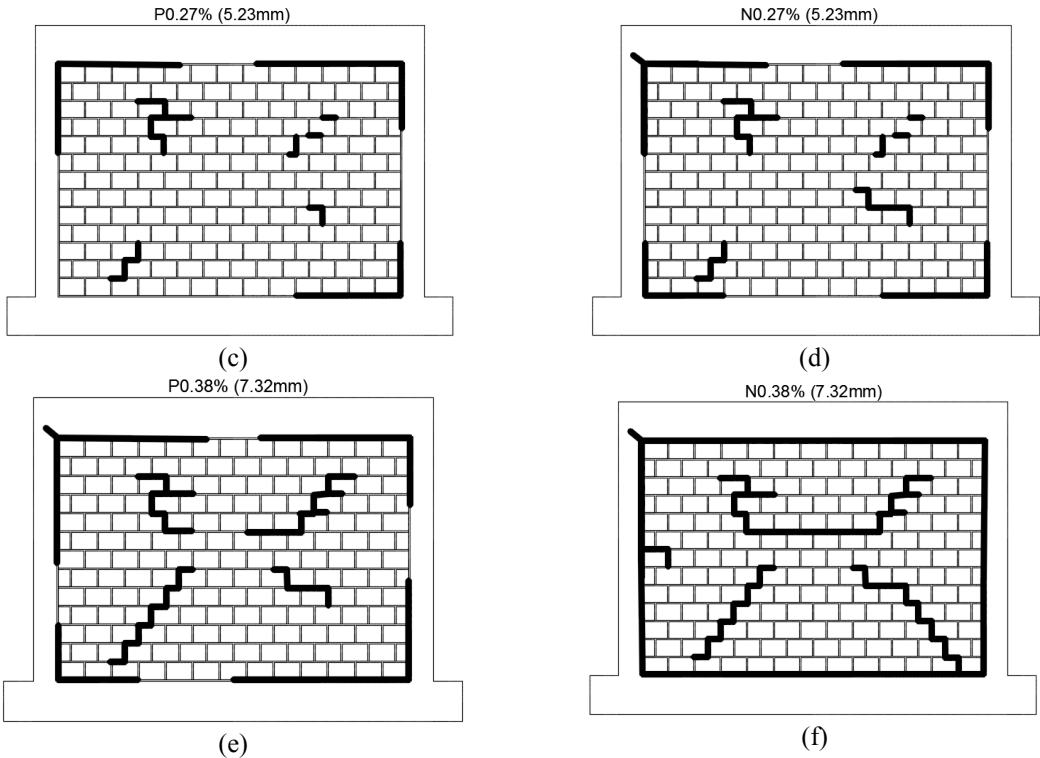 P0.27% (5.23mm)
N0.27% (5.23mm)
(c)
(d)
P0.38% (7.32mm)
N0.38% (7.32mm)
(e)
(f)